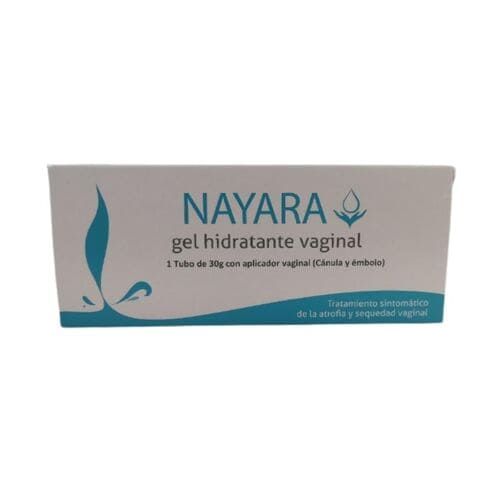 NAYARA
gel hidratante vaginal
1 Tubo de 30g con aplicador vaginal (Cánula y émbolo)
Tratamiento sintomático
de la atrofia y sequedad vaginal